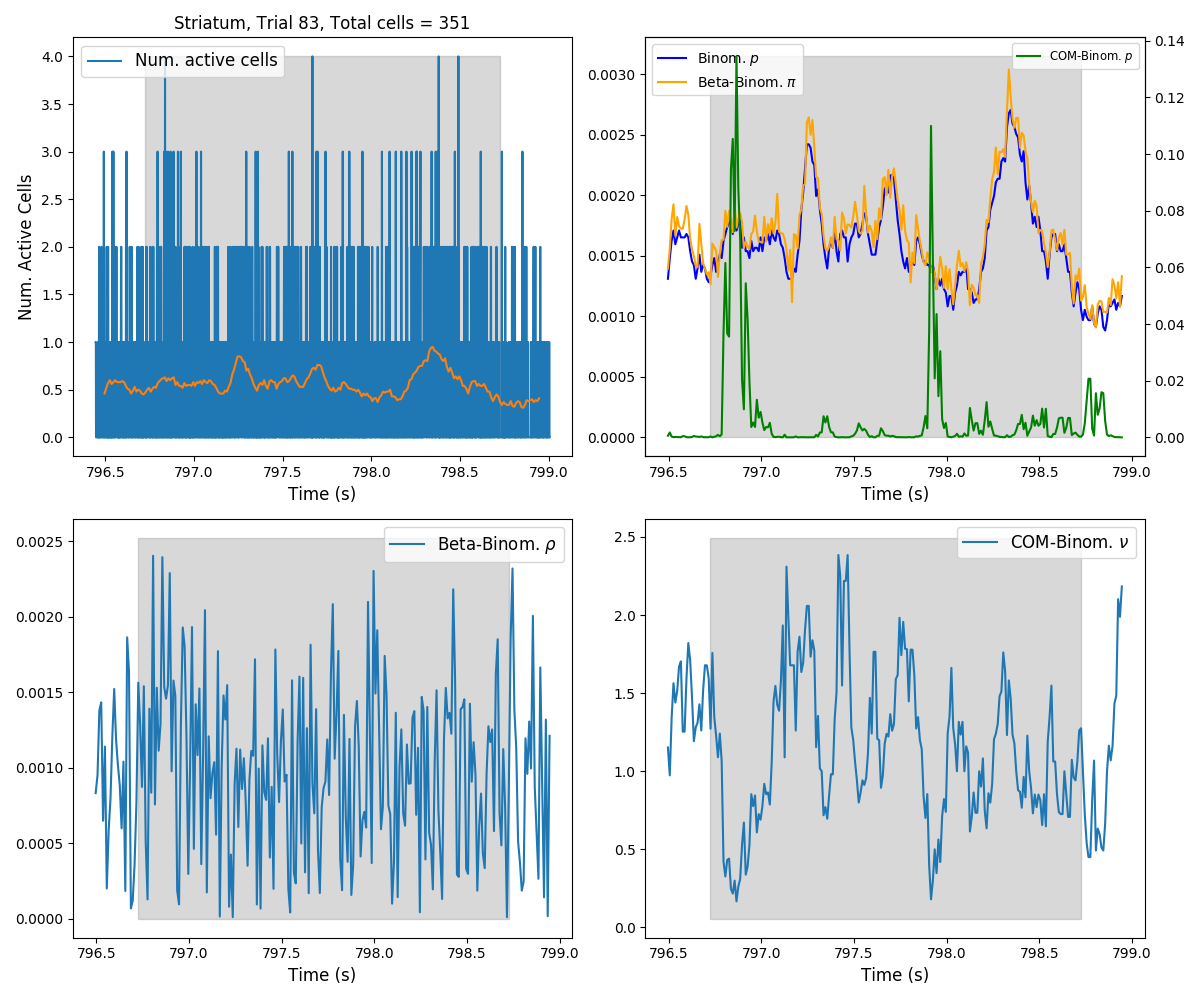 Striatum, Trial 83, Total cells = 351
Num. active cells
Num. Active Cells
4.0
3.5
3.0
2.5
2.0
1.5
1.0
0.5
0.0
796.5 797.0 797.5 798.0 798.5 799.0
Time (s)
Binom. p
Beta-Binom. π
COM-Binom. p
0.0030
0.0025
0.0020
0.0015
0.0010
0.0005
0.0000
0.14
0.12
0.10
0.08
0.06
0.04
0.02
0.00
796.5 797.0 797.5 798.0 798.5 799.0
Time (s)
Beta-Binom. ρ
0.0025
0.0020
0.0015
0.0010
0.0005
0.0000
796.5 797.0 797.5 798.0 798.5 799.0
Time (s)
COM-Binom. ν
2.5
2.0
1.5
1.0
0.5
0.0
796.5 797.0 797.5 798.0 798.5 799.0
Time (s)